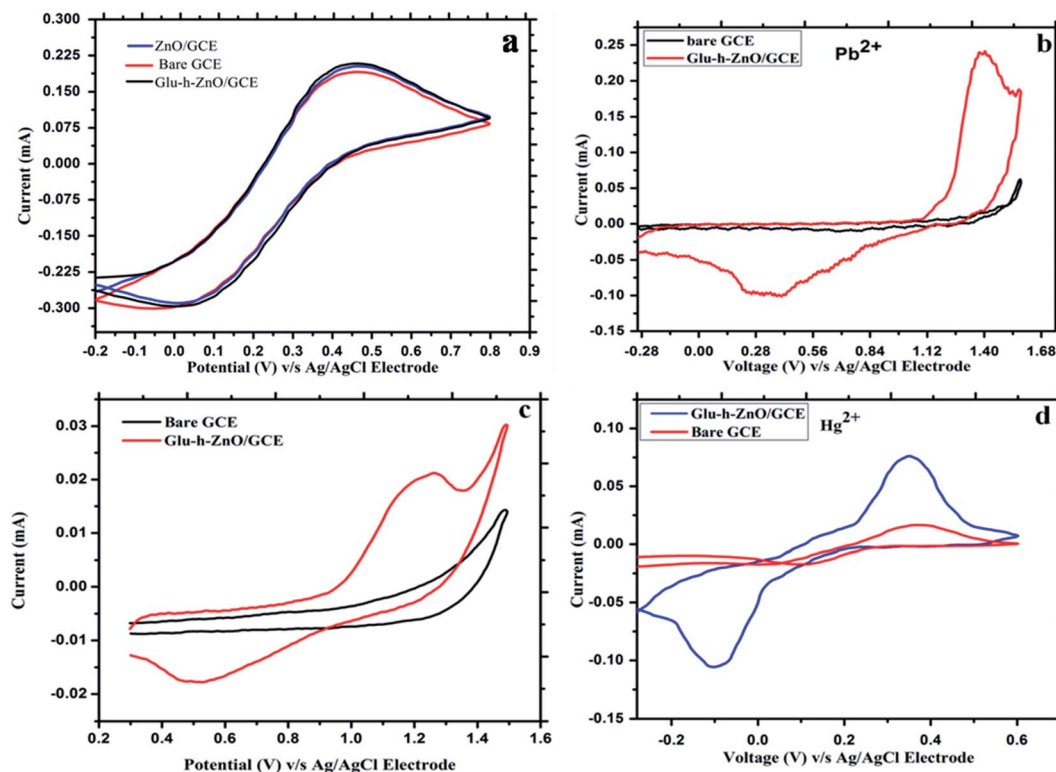 a
0.300
0.225
0.150
0.075
0.000
-0.075
-0.150
-0.225
-0.300
Current (mA)
ZnO/GCE
Bare GCE
Glu-h-ZnO/GCE
-0.2 -0.1 0.0 0.1 0.2 0.3 0.4 0.5 0.6 0.7 0.8 0.9
Potential (V) v/s Ag/AgCl Electrode
b
0.25
0.20
0.15
0.10
0.05
0.00
-0.05
-0.10
-0.15
Current (mA)
bare GCE
Glu-h-ZnO/GCE
Pb2+
-0.28 0.00 0.28 0.56 0.84 1.12 1.40 1.68
Voltage (V) v/s Ag/AgCl Electrode
c
0.03
0.02
0.01
0.00
-0.01
-0.02
Current (mA)
Bare GCE
Glu-h-ZnO/GCE
0.2 0.4 0.6 0.8 1.0 1.2 1.4 1.6
Potential (V) v/s Ag/AgCl Electrode
d
0.10
0.05
0.00
-0.05
-0.10
-0.15
Current (mA)
Glu-h-ZnO/GCE
Bare GCE
Hg2+
-0.2 0.0 0.2 0.4 0.6
Voltage (V) v/s Ag/AgCl Electrode